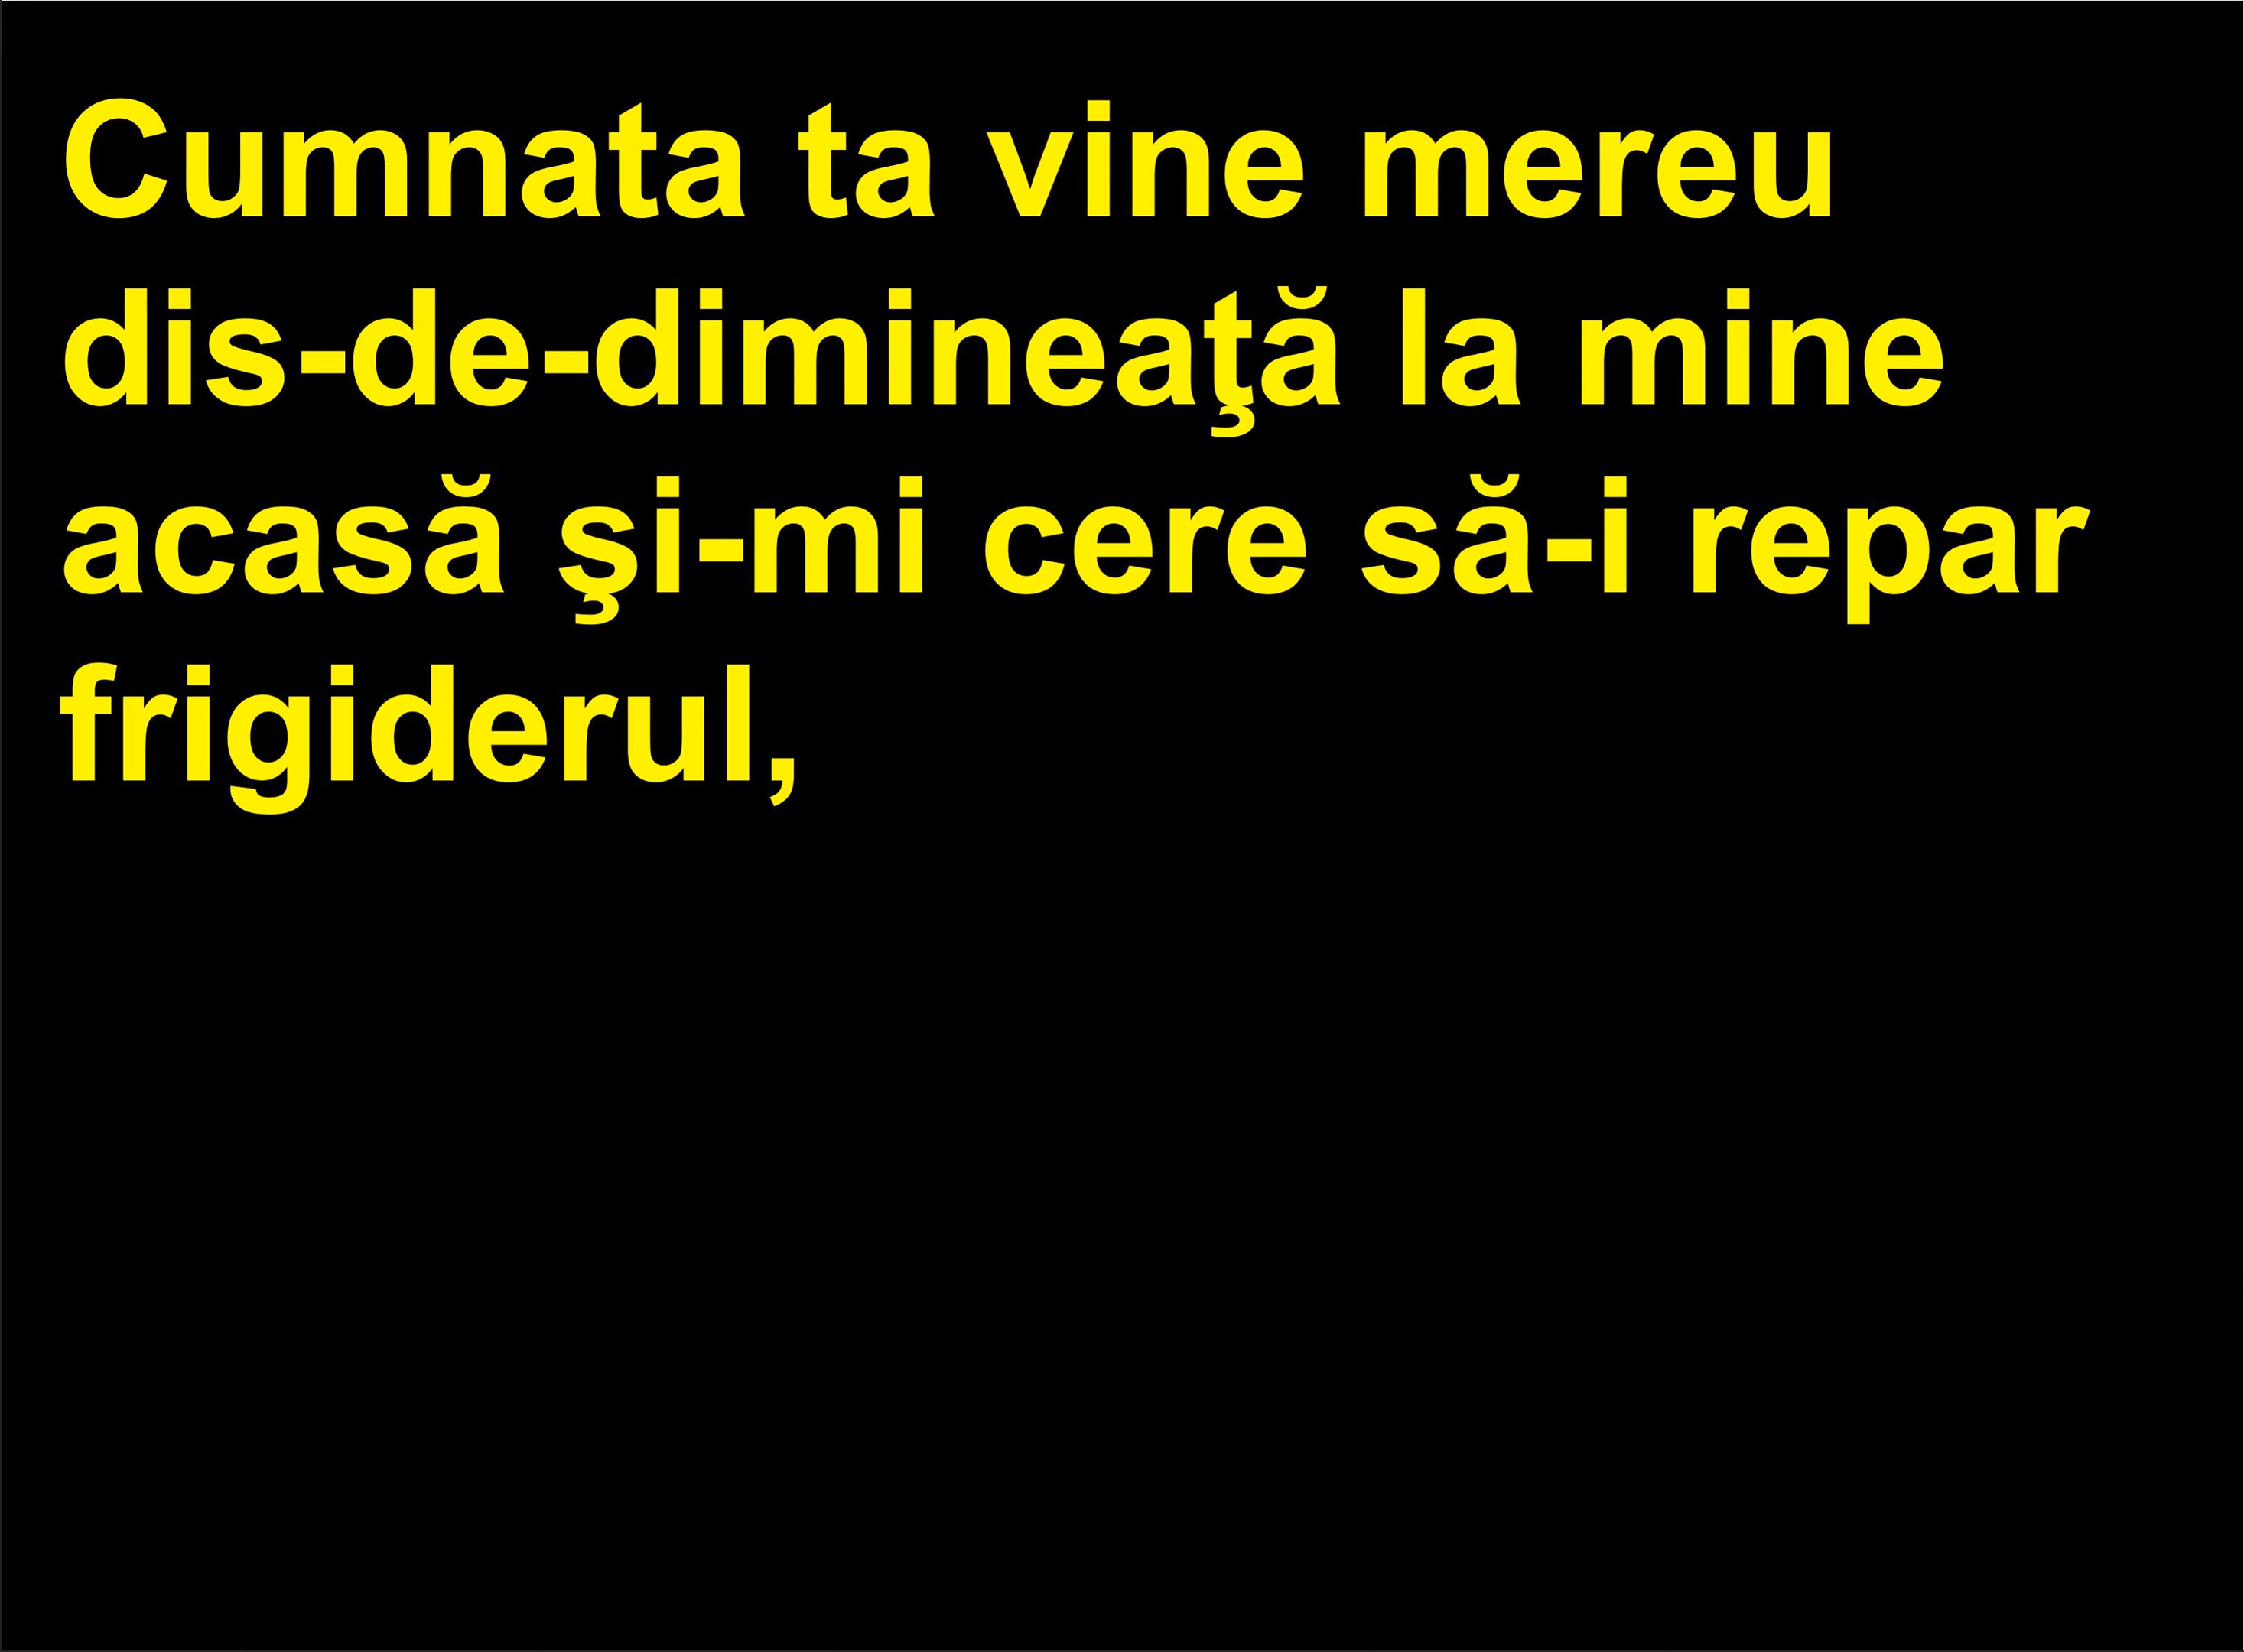 Cumnata ta vine mereu
dis-de-dimineaţă la mine
acasă şi-mi cere să-i repar
frigiderul,